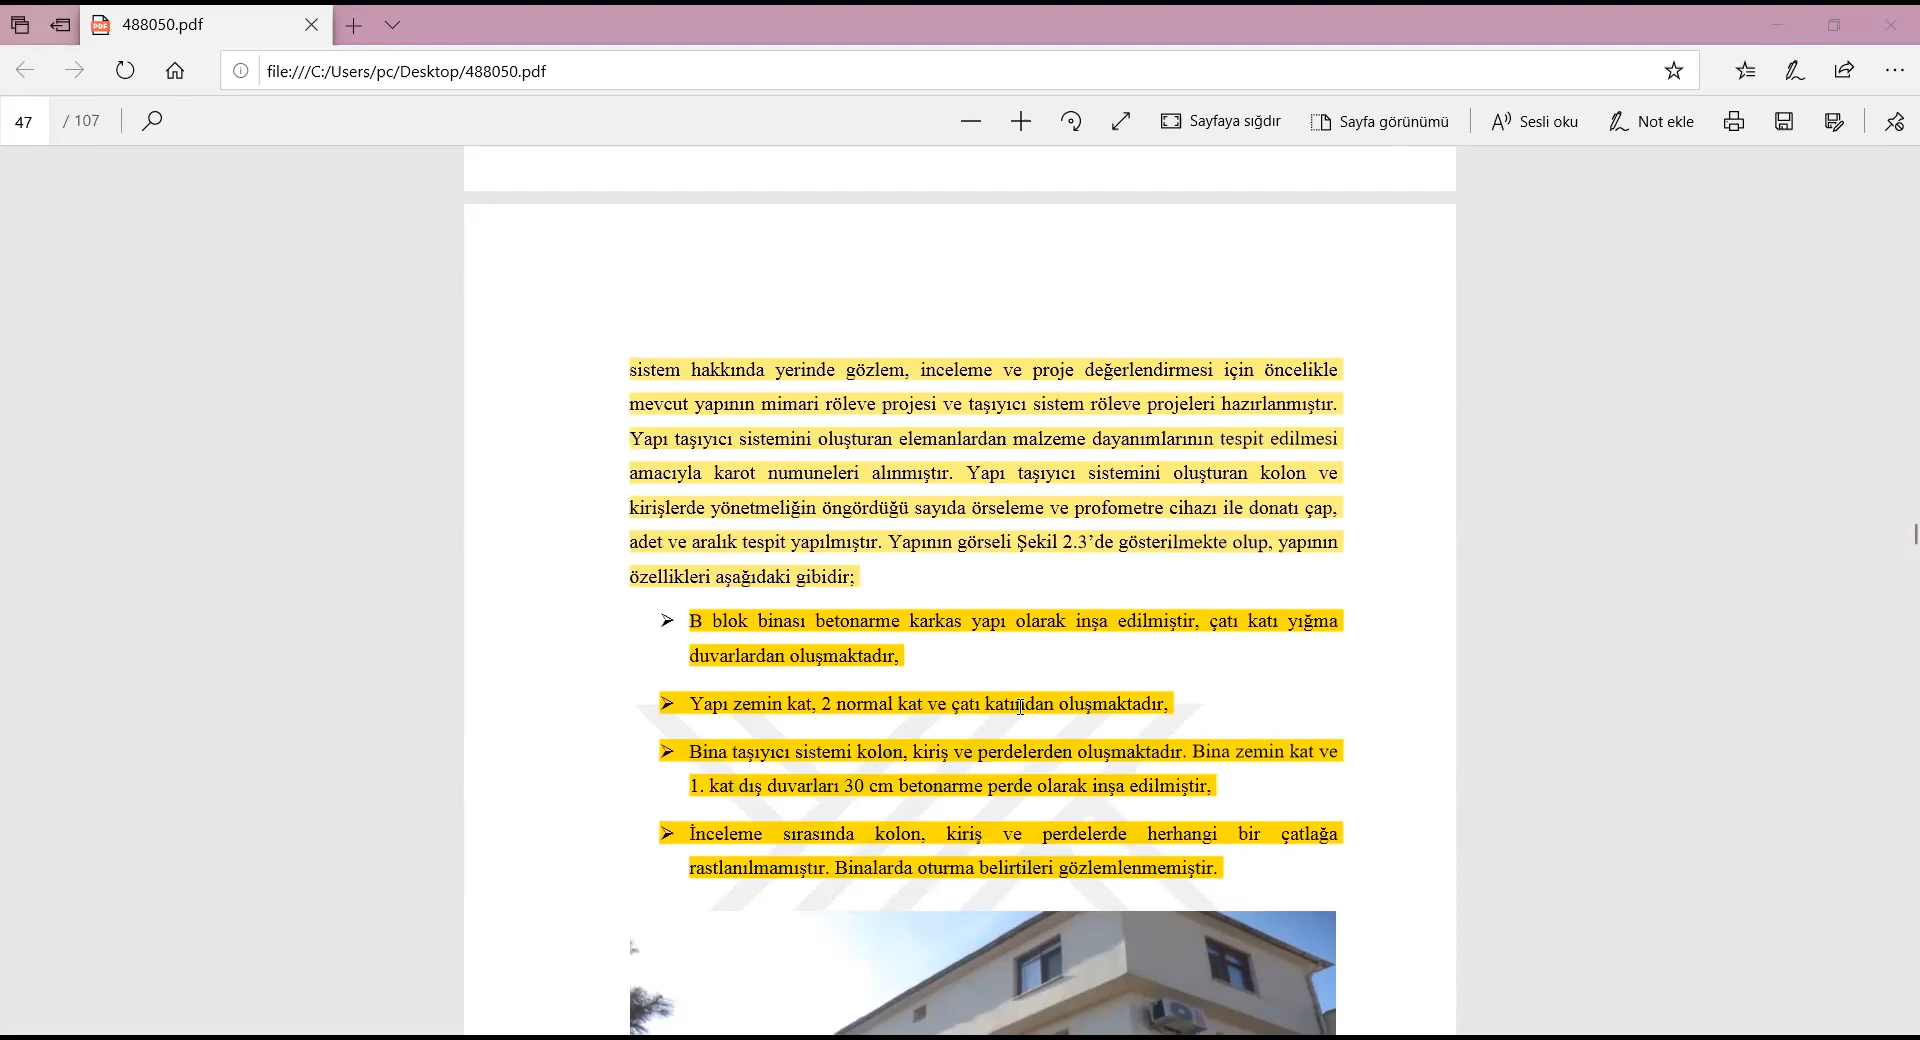 488050.pdf
file:///C:/Users/pc/Desktop/488050.pdf
47 / 107
Sayfaya sığdır
Sayfa görünümü
Sesli oku
Not ekle
sistem hakkında yerinde gözlem, inceleme ve proje değerlendirmesi için öncelikle
mevcut yapının mimari röleve projesi ve taşıyıcı sistem röleve projeleri hazırlanmıştır.
Yapı taşıyıcı sistemini oluşturan elemanlardan malzeme dayanımlarının tespit edilmesi
amacıyla karot numuneleri alınmıştır. Yapı taşıyıcı sistemini oluşturan kolon ve
kirişlerde yönetmeliğin öngördüğü sayıda örseleme ve profometre cihazı ile donatı çap,
adet ve aralık tespit yapılmıştır. Yapının görseli Şekil 2.3’de gösterilmekte olup, yapının
özellikleri aşağıdaki gibidir;
➢ B blok binası betonarme karkas yapı olarak inşa edilmiştir, çatı katı yığma
duvarlardan oluşmaktadır,
➢ Yapı zemin kat, 2 normal kat ve çatı katından oluşmaktadır,
➢ Bina taşıyıcı sistemi kolon, kiriş ve perdelerden oluşmaktadır. Bina zemin kat ve
1. kat dış duvarları 30 cm betonarme perde olarak inşa edilmiştir,
➢ İnceleme sırasında kolon, kiriş ve perdelerde herhangi bir çatlağa
rastlanılmamıştır. Binalarda oturma belirtileri gözlemlenmemiştir.